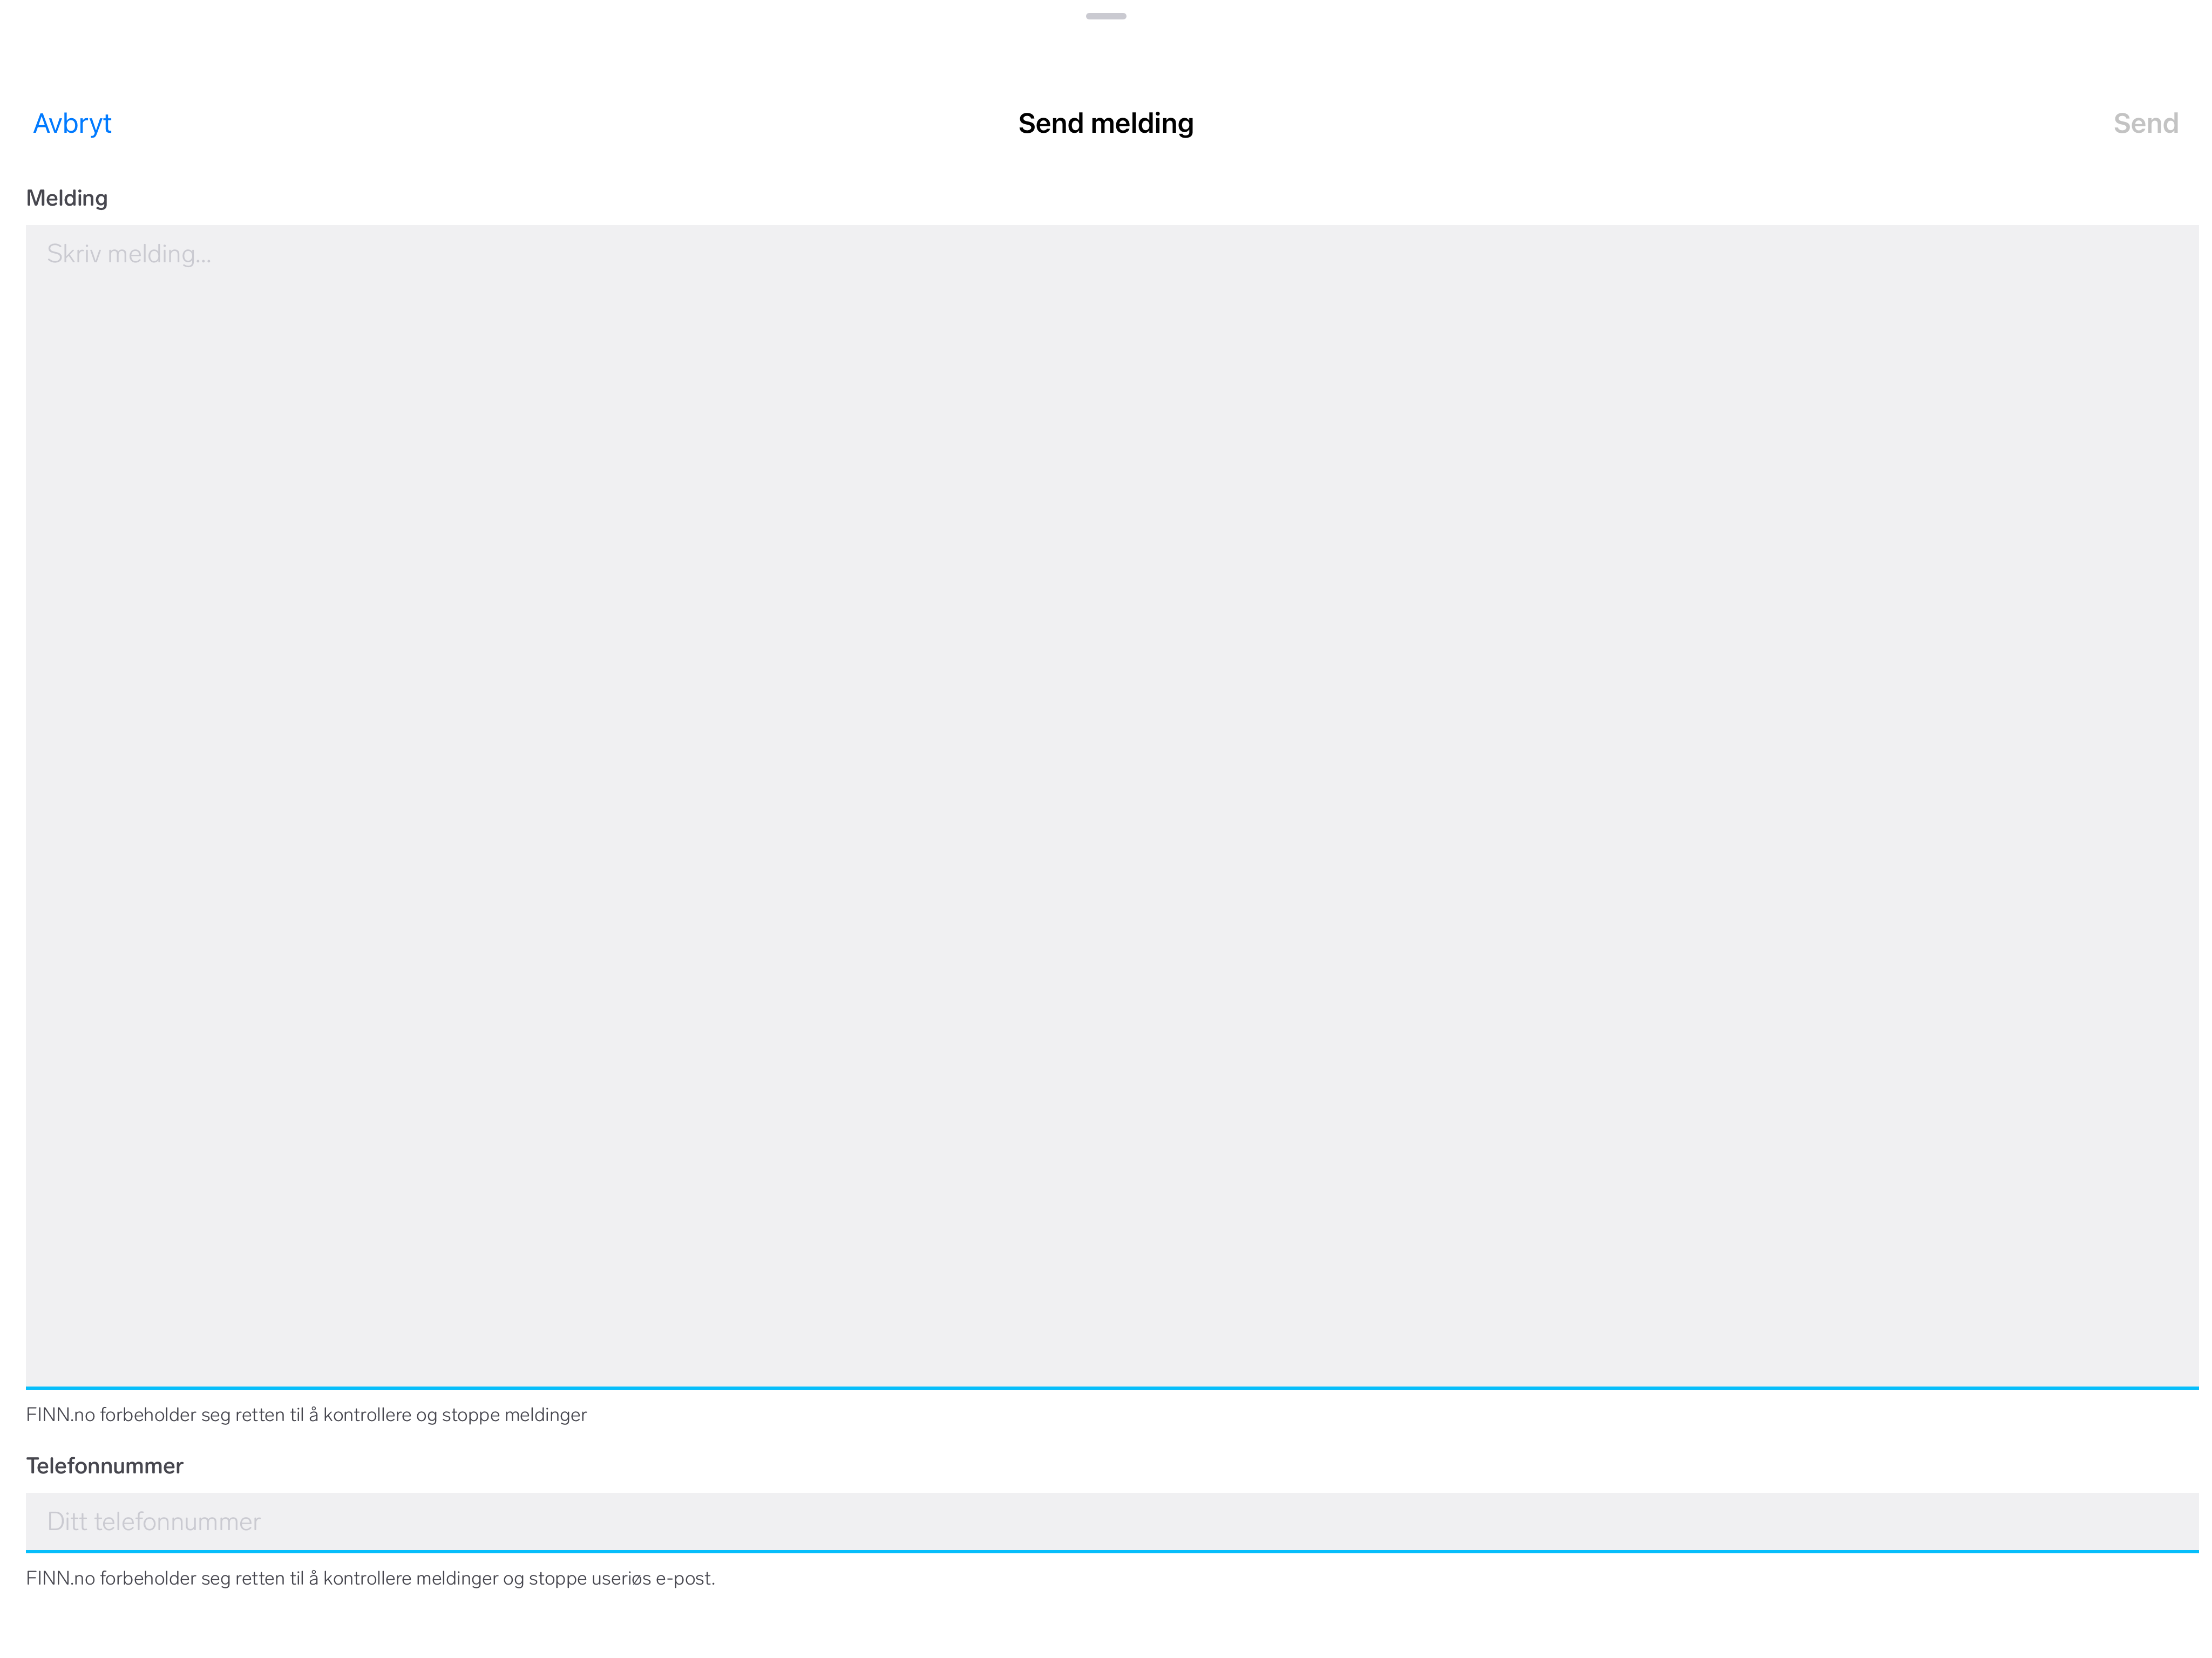 Avbryt
Send melding
Send
Melding
Skriv melding...
FINN.no forbeholder seg retten til å kontrollere og stoppe meldinger
Telefonnummer
Ditt telefonnummer
FINN.no forbeholder seg retten til å kontrollere meldinger og stoppe useriøs e-post.